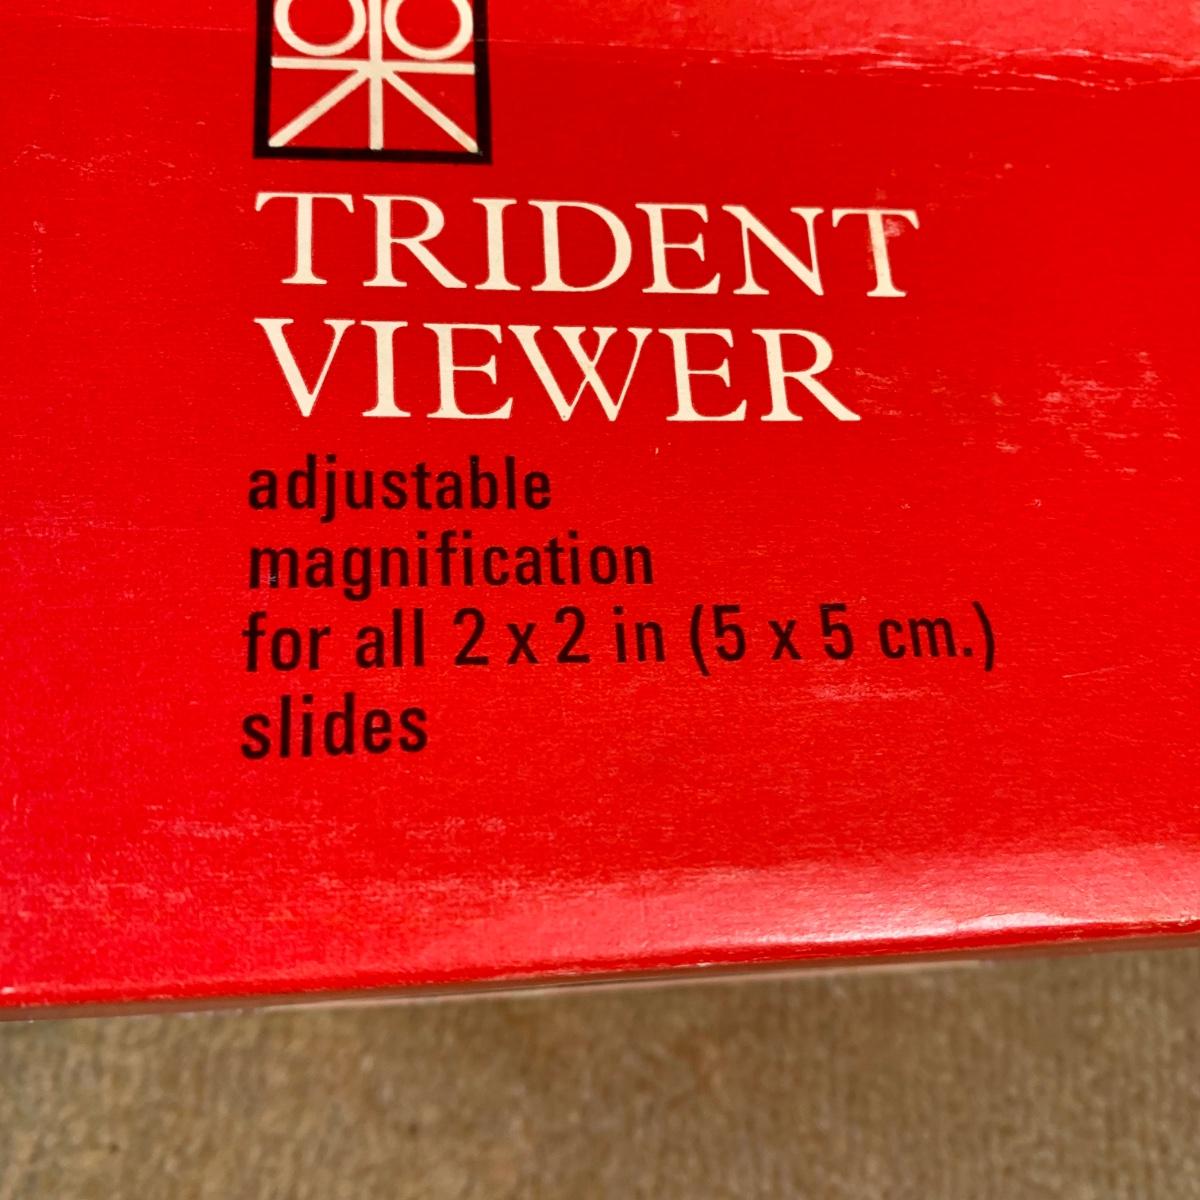 TRIDENT
VIEWER
adjustable
magnification
for all 2 x 2 in (5 x 5 cm.)
slides